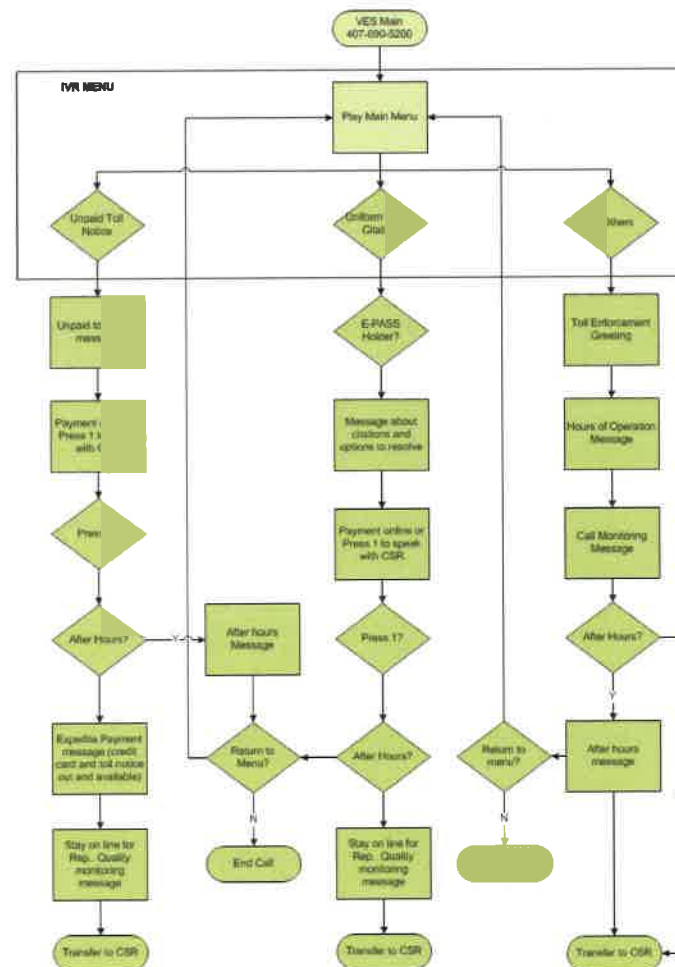 VES Main
407-690-5200
IVR MENU
Play Main Menu
Unpaid Toll
Notice
E-PASS
Holder?
Toll Enforcement
Greeting
Unpaid
Message about
citations and
options to resolve
Hours of Operation
Message
Payment
Press 1
with
Payment online or
Press 1 to speak
with CSR
Call Monitoring
Message
After Hours?
Y
After hours
Message
Press 1?
After Hours?
Y
Expedite Payment
message (credit
card and toll notice
out and available)
Return to
Menu?
After Hours?
Return to
menu?
After hours
message
N
N
Stay on line for
Rep.. Quality
monitoring
message
End Call
Stay on line for
Rep.. Quality
monitoring
message
Transfer to CSR
Transfer to CSR
Transfer to CSR